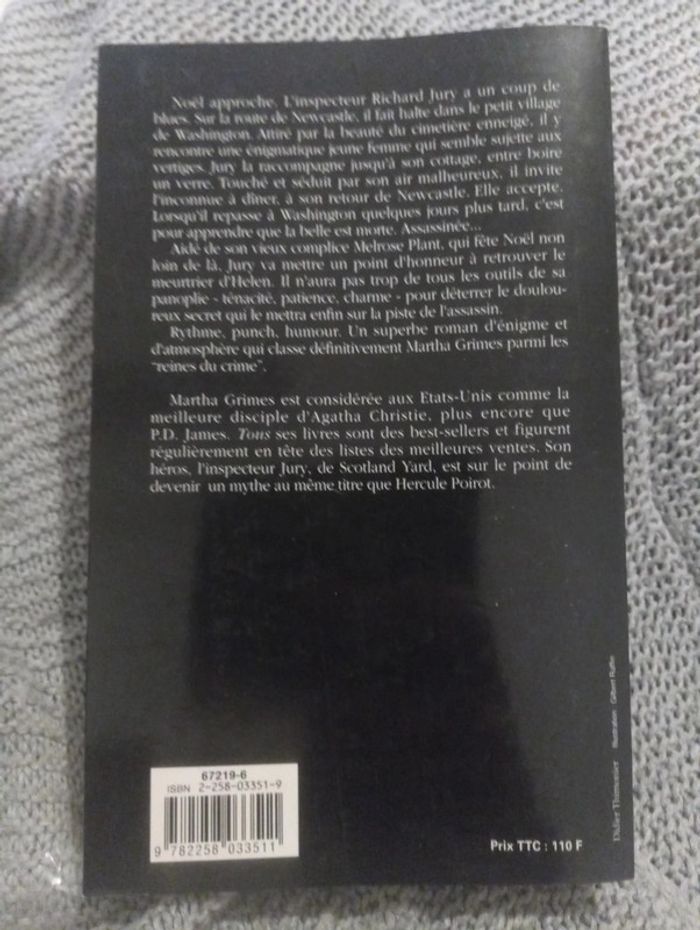 Noël approche. L'inspecteur Richard Jury a un coup de
blues. Sur la route de Newcastle, il fait halte dans le petit village
de Washington. Attiré par la beauté du cimetière enneigé, il y
rencontre une énigmatique jeune femme qui semble sujette aux
vertiges. Jury la raccompagne jusqu'à son cottage, entre boire
un verre. Touché et séduit par son air malheureux, il invite
l'inconnue à dîner, à son retour de Newcastle. Elle accepte.
Lorsqu'il repasse à Washington quelques jours plus tard, c'est
pour apprendre que la belle est morte. Assassinée...
Aidé de son vieux complice Melrose Plant, qui fête Noël non
loin de là, Jury va mettre un point d'honneur à retrouver le
meurtrier d'Helen. Il n'aura pas trop de tous les outils de sa
panoplie - ténacité, patience, charme - pour déterrer le doulou-
reux secret qui le mettra enfin sur la piste de l'assassin.
Rythme, punch, humour. Un superbe roman d'énigme et
d'atmosphère qui classe définitivement Martha Grimes parmi les
"reines du crime".
Martha Grimes est considérée aux Etats-Unis comme la
meilleure disciple d'Agatha Christie, plus encore que
P.D. James. Tous ses livres sont des best-sellers et figurent
régulièrement en tête des listes des meilleures ventes. Son
héros, l'inspecteur Jury, de Scotland Yard, est sur le point de
devenir un mythe au même titre que Hercule Poirot.
67219-6
ISBN 2-258-03351-9
9 782258 033511
Prix TTC : 110 F
Didier Thimonier Illustration : Gilbert Raffin